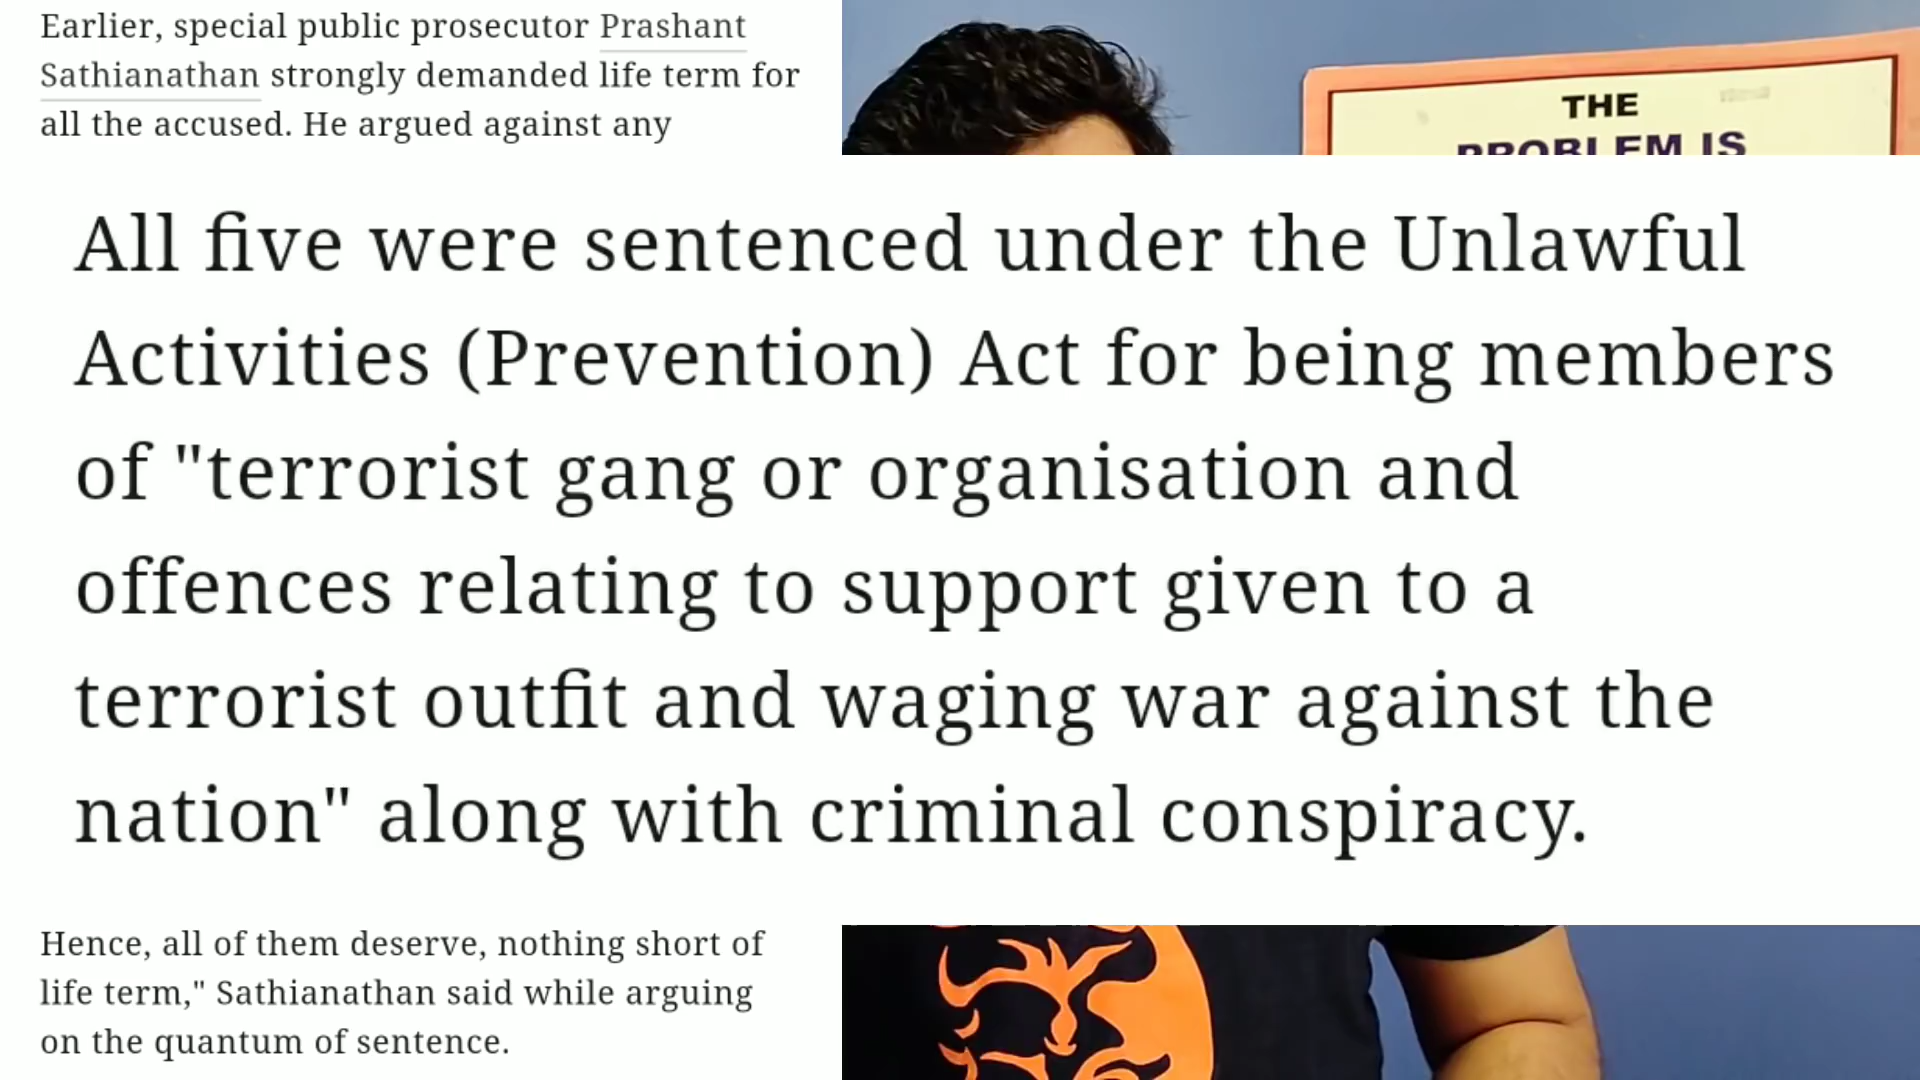 Earlier, special public prosecutor Prashant
Sathianathan strongly demanded life term for
all the accused. He argued against any
THE
PROBLEM IS
All five were sentenced under the Unlawful
Activities (Prevention) Act for being members
of "terrorist gang or organisation and
offences relating to support given to a
terrorist outfit and waging war against the
nation" along with criminal conspiracy.
Hence, all of them deserve, nothing short of
life term," Sathianathan said while arguing
on the quantum of sentence.